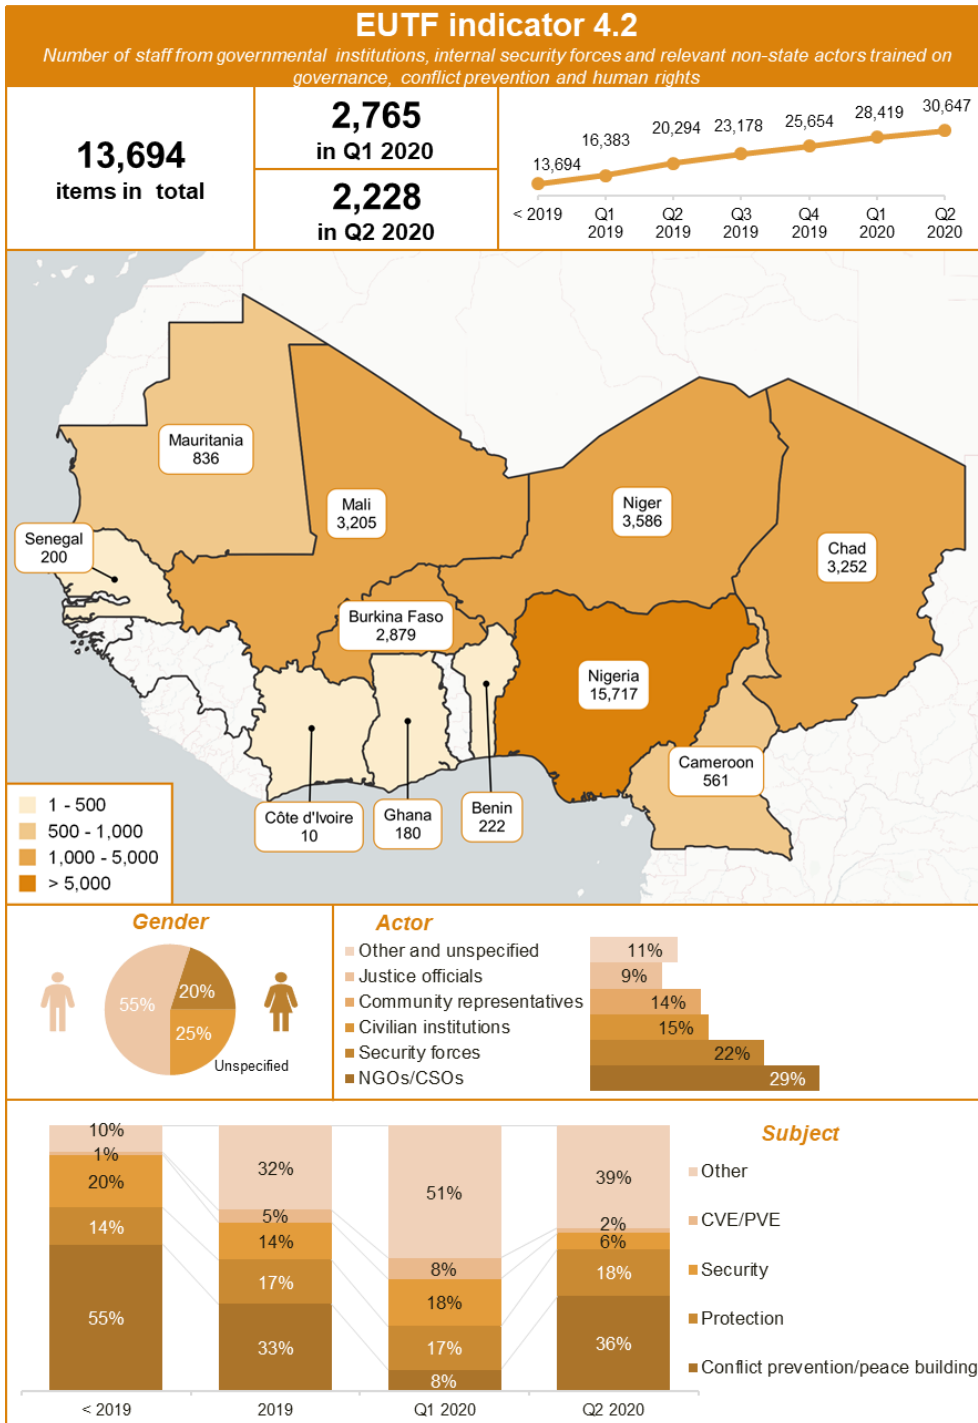 EUTF indicator 4.2
Number of staff from governmental institutions, internal security forces and relevant non-state actors trained on
governance, conflict prevention and human rights
13,694
items in total
2,765
in Q1 2020
2,228
in Q2 2020
13,694
16,383
20,294
23,178
25,654
28,419
30,647
< 2019
Q1
2019
Q2
2019
Q3
2019
Q4
2019
Q1
2020
Q2
2020
Mauritania
836
Mali
3,205
Niger
3,586
Chad
3,252
Senegal
200
Burkina Faso
2,879
Nigeria
15,717
Cameroon
561
Côte d'Ivoire
10
Ghana
180
Benin
222
1 - 500
500 - 1,000
1,000 - 5,000
> 5,000
Gender
55%
20%
25%
Unspecified
Actor
Other and unspecified
11%
Justice officials
9%
Community representatives
14%
Civilian institutions
15%
Security forces
22%
NGOs/CSOs
29%
Subject
10%
1%
20%
14%
55%
32%
5%
14%
17%
33%
51%
8%
18%
17%
8%
39%
2%
6%
18%
36%
Other
CVE/PVE
Security
Protection
Conflict prevention/peace building
< 2019
2019
Q1 2020
Q2 2020